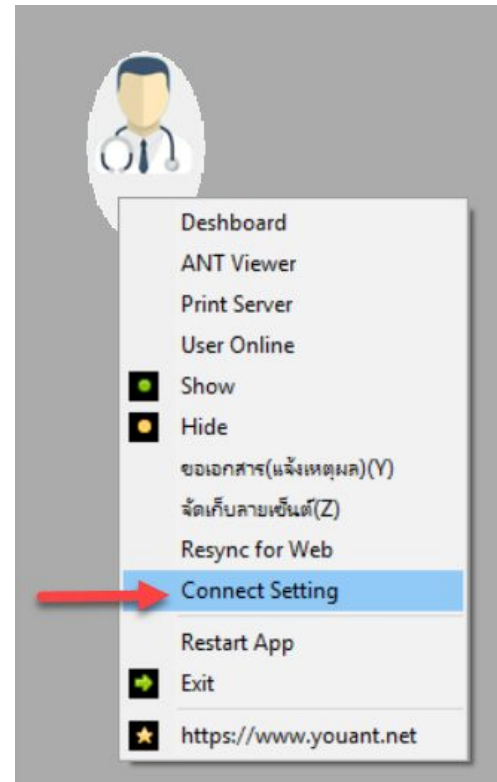 Deshboard
ANT Viewer
Print Server
User Online
Show
Hide
ขอเอกสาร(แจ้งเหตุผล)(Y)
จัดเก็บลายเซ็นต์(Z)
Resync for Web
Connect Setting
Restart App
Exit
https://www.youant.net